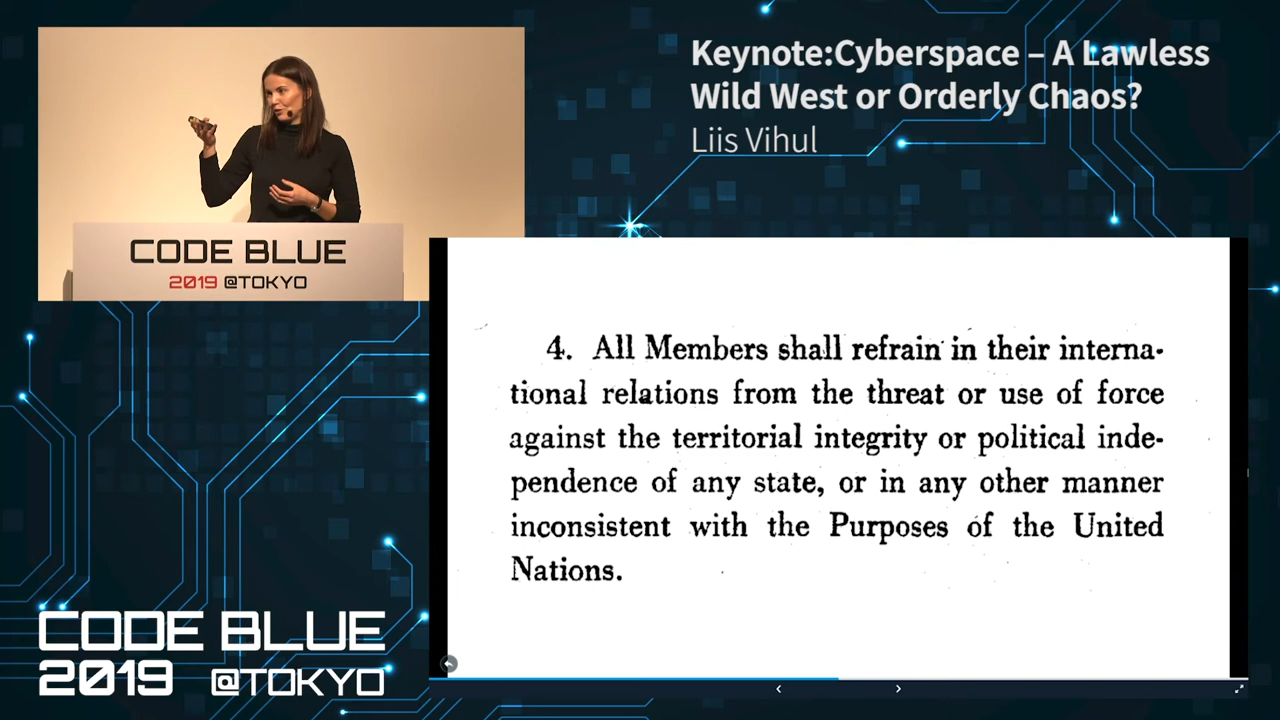 Keynote:Cyberspace – A Lawless
Wild West or Orderly Chaos?
Liis Vihul
CODE BLUE
2019 @TOKYO
4. All Members shall refrain in their interna-
tional relations from the threat or use of force
against the territorial integrity or political inde-
pendence of any state, or in any other manner
inconsistent with the Purposes of the United
Nations.
CODE BLUE
2019 @TOKYO